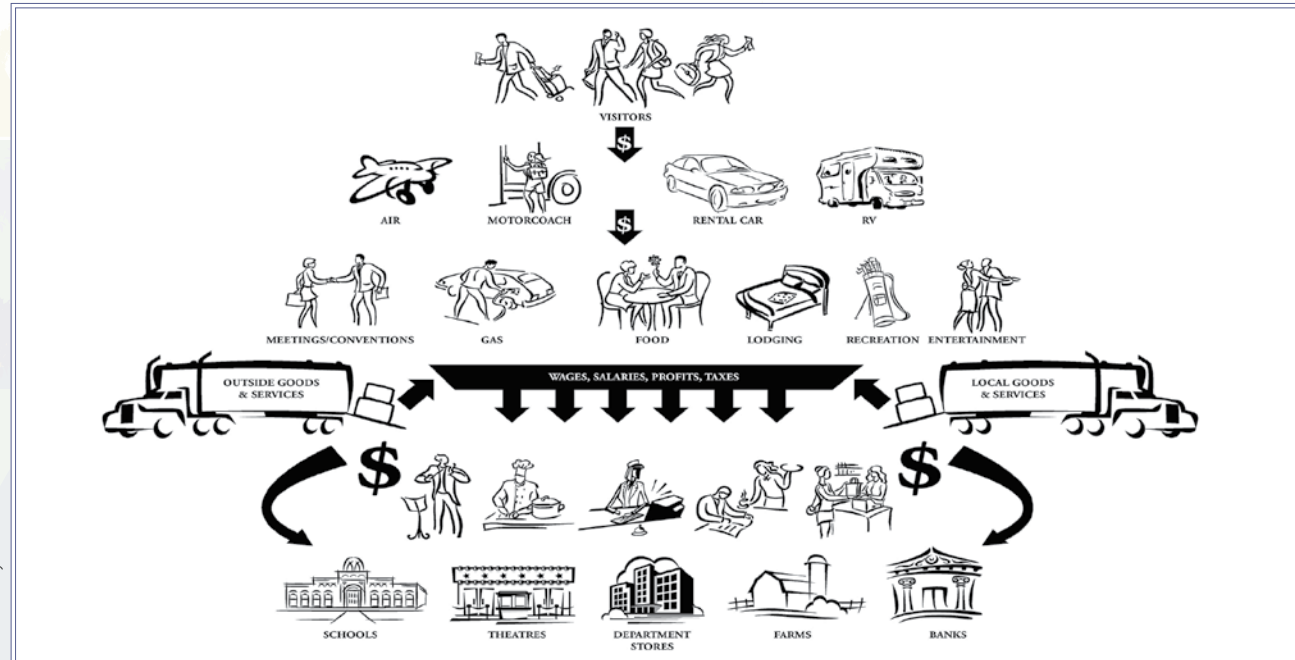 VISITORS
$
AIR
MOTORCOACH
RENTAL CAR
RV
$
MEETINGS/CONVENTIONS
GAS
FOOD
LODGING
RECREATION
ENTERTAINMENT
OUTSIDE GOODS
& SERVICES
WAGES, SALARIES, PROFITS, TAXES
LOCAL GOODS
& SERVICES
$
$
SCHOOLS
THEATRES
DEPARTMENT
STORES
FARMS
BANKS